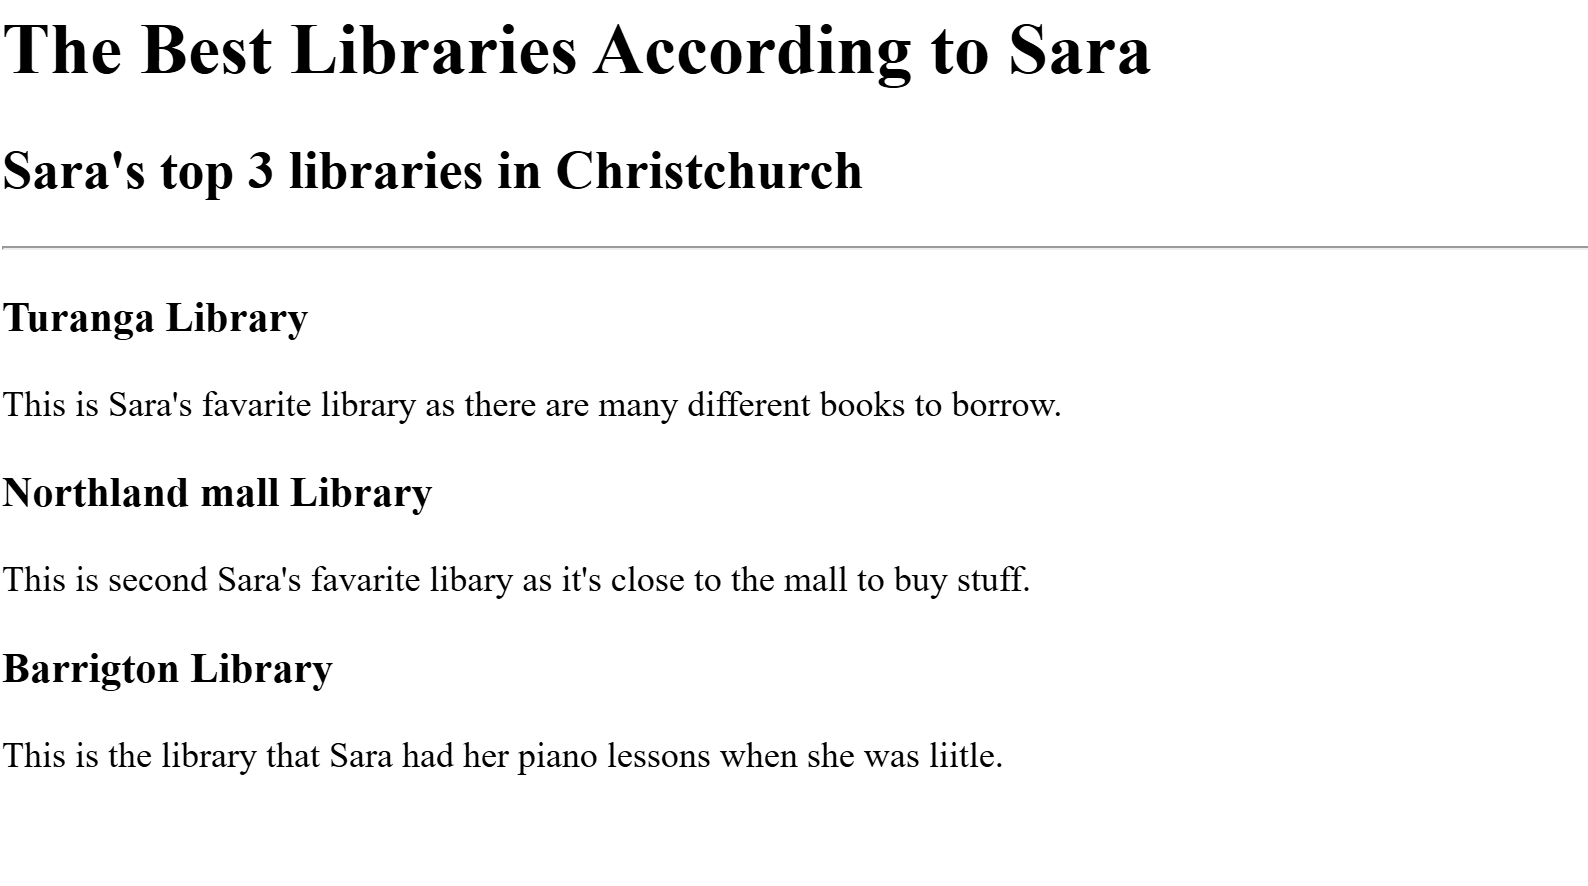 The Best Libraries According to Sara
Sara's top 3 libraries in Christchurch
Turanga Library
This is Sara's favarite library as there are many different books to borrow.
Northland mall Library
This is second Sara's favarite libary as it's close to the mall to buy stuff.
Barrigton Library
This is the library that Sara had her piano lessons when she was liitle.